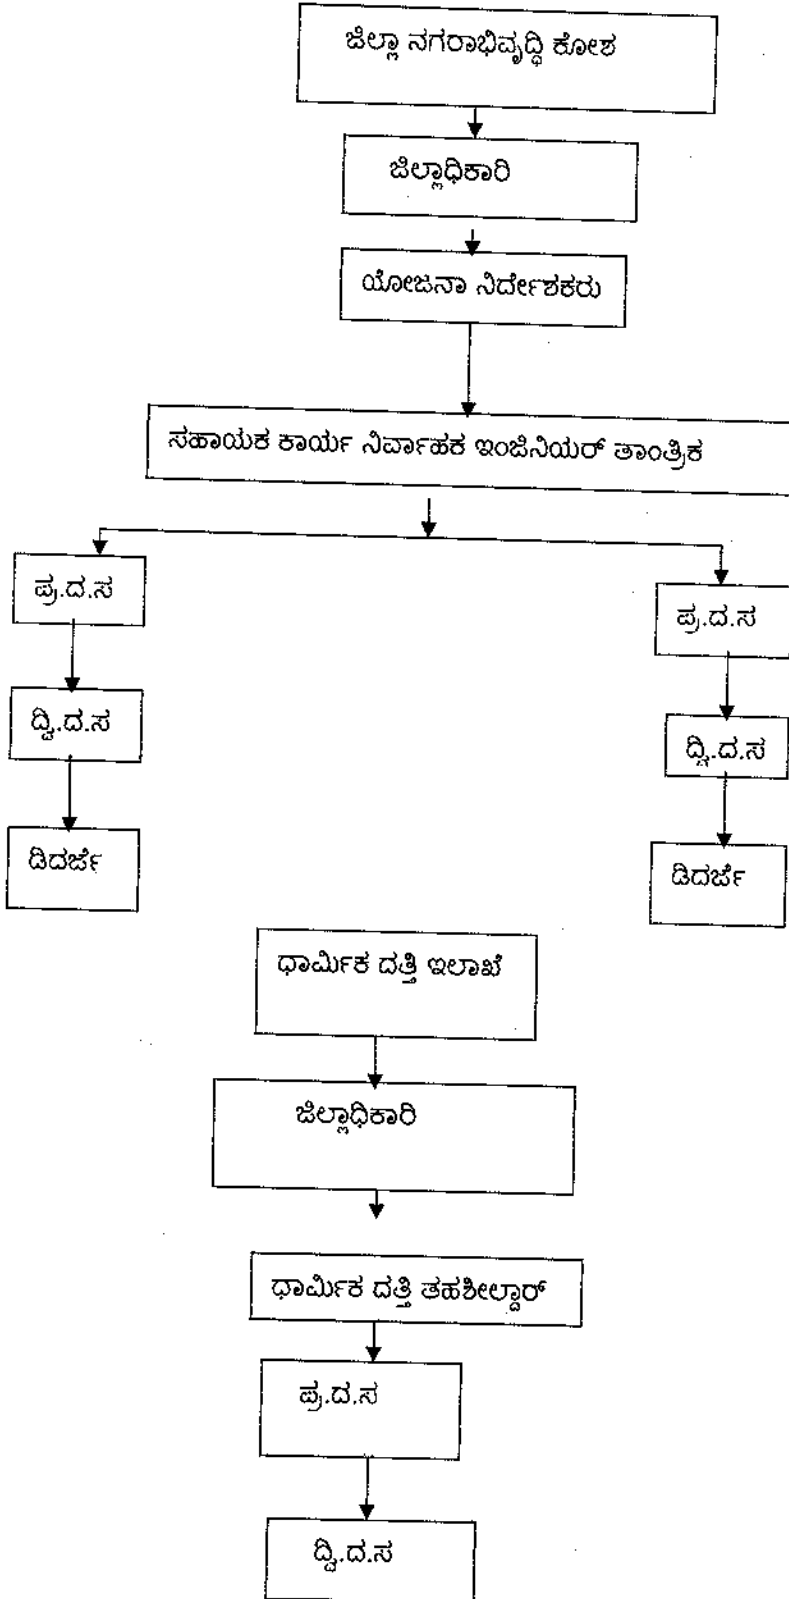 ಜಿಲ್ಲಾ ನಗರಾಭಿವೃದ್ಧಿ ಕೋಶ
ಜಿಲ್ಲಾಧಿಕಾರಿ
ಯೋಜನಾ ನಿರ್ದೇಶಕರು
ಸಹಾಯಕ ಕಾರ್ಯ ನಿರ್ವಾಹಕ ಇಂಜಿನಿಯರ್ ತಾಂತ್ರಿಕ
ಪ್ರ.ದ.ಸ
ಪ್ರ.ದ.ಸ
ದ್ವಿ.ದ.ಸ
ದ್ವಿ.ದ.ಸ
ಡಿದರ್ಜೆ
ಡಿದರ್ಜೆ
ಧಾರ್ಮಿಕ ದತ್ತಿ ಇಲಾಖೆ
ಜಿಲ್ಲಾಧಿಕಾರಿ
ಧಾರ್ಮಿಕ ದತ್ತಿ ತಹಶೀಲ್ದಾರ್
ಪ್ರ.ದ.ಸ
ದ್ವಿ.ದ.ಸ